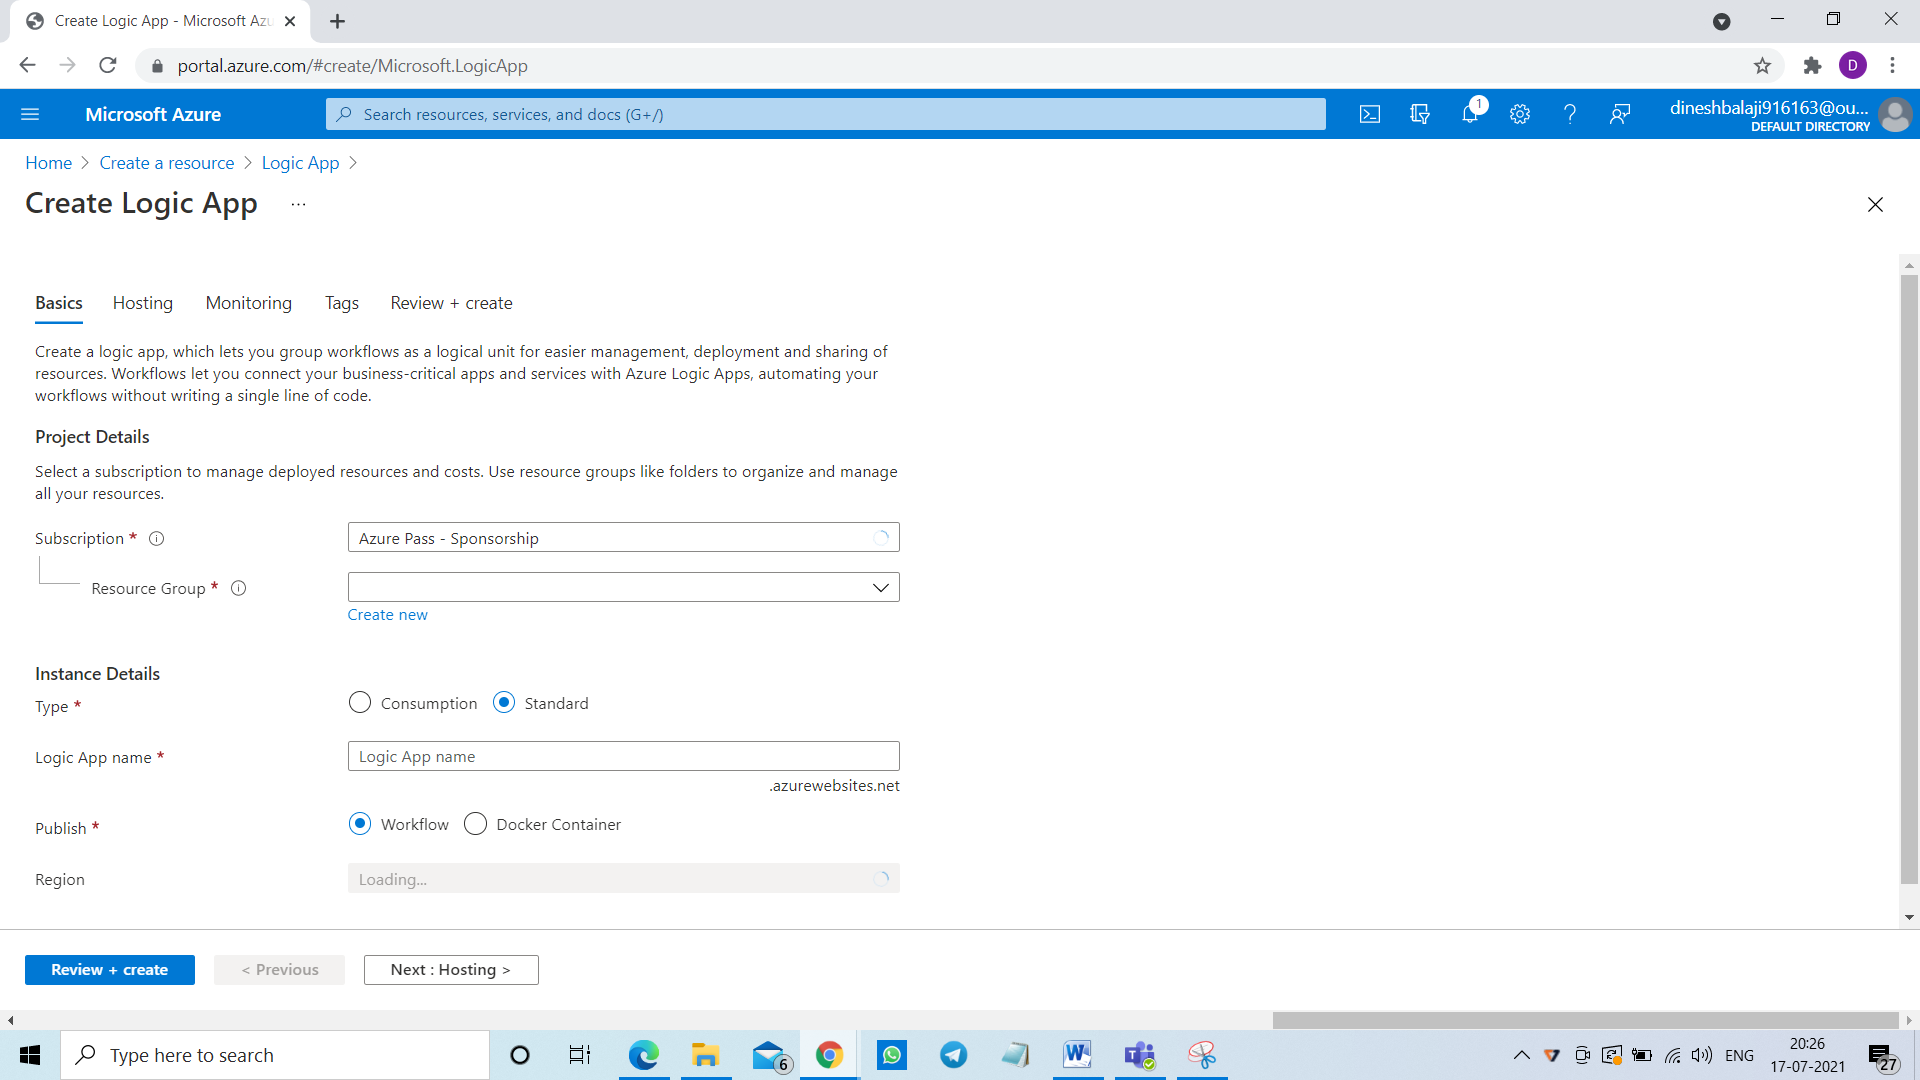 Create Logic App - Microsoft Azu
portal.azure.com/#create/Microsoft.LogicApp
D
Microsoft Azure
Search resources, services, and docs (G+/)
1
dineshbalaji916163@ou...
DEFAULT DIRECTORY
Home > Create a resource > Logic App >
Create Logic App ...
Basics Hosting Monitoring Tags Review + create
Create a logic app, which lets you group workflows as a logical unit for easier management, deployment and sharing of
resources. Workflows let you connect your business-critical apps and services with Azure Logic Apps, automating your
workflows without writing a single line of code.
Project Details
Select a subscription to manage deployed resources and costs. Use resource groups like folders to organize and manage
all your resources.
Subscription * Azure Pass - Sponsorship
Resource Group *
Create new
Instance Details
Type * Consumption Standard
Logic App name * Logic App name
.azurewebsites.net
Publish * Workflow Docker Container
Region Loading...
Review + create < Previous Next : Hosting >
Type here to search
6
ENG
20:26
17-07-2021
27